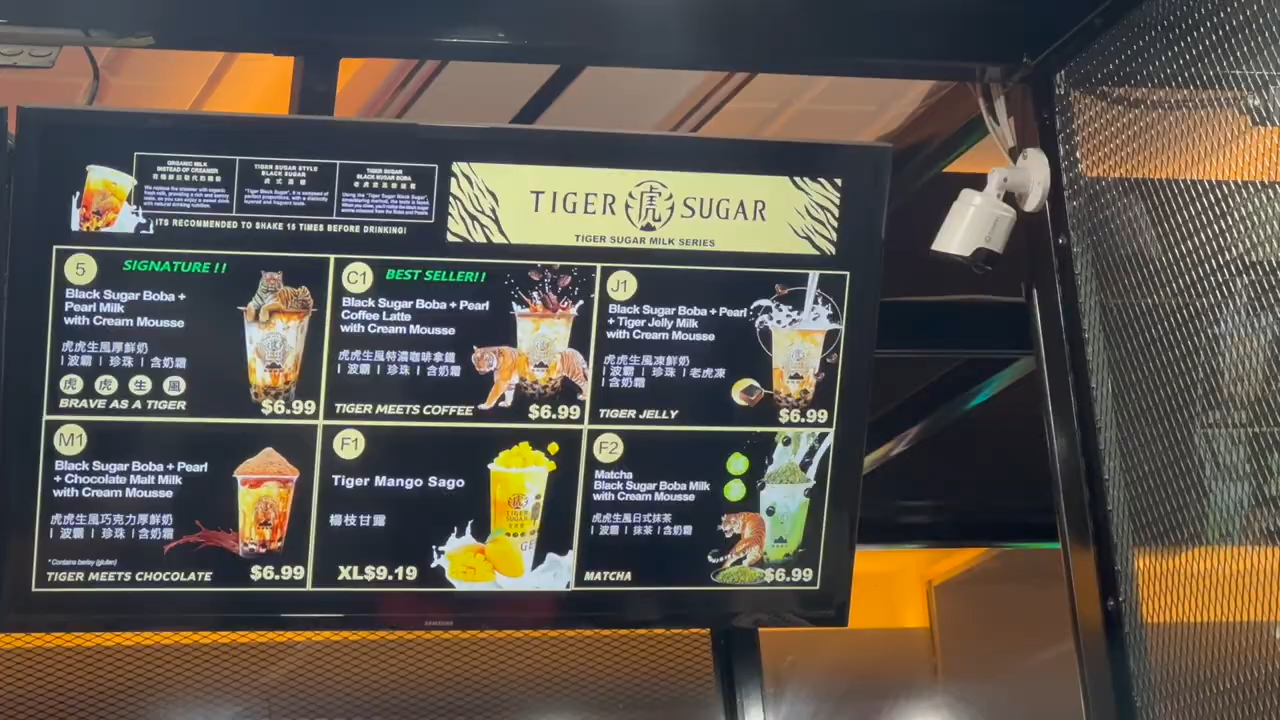 ORGANIC MILK
INSTEAD OF CREAMER
TIGER SUGAR STYLE
BLACK SUGAR
虎式黑糖
TIGER SUGAR
BLACK SUGAR BOBA
ITS RECOMMENDED TO SHAKE 15 TIMES BEFORE DRINKING!
TIGER 虎 SUGAR
TIGER SUGAR MILK SERIES
5
SIGNATURE !!
Black Sugar Boba +
Pearl Milk
with Cream Mousse
虎虎生風厚鮮奶
| 波霸 | 珍珠 | 含奶霜
虎 虎 生 風
BRAVE AS A TIGER
$6.99
C1
BEST SELLER!!
Black Sugar Boba + Pearl
Coffee Latte
with Cream Mousse
虎虎生風特濃咖啡拿鐵
| 波霸 | 珍珠 | 含奶霜
TIGER MEETS COFFEE
$6.99
J1
Black Sugar Boba + Pearl
+ Tiger Jelly Milk
with Cream Mousse
虎虎生風凍鮮奶
| 波霸 | 珍珠 | 老虎凍
| 含奶霜
TIGER JELLY
$6.99
M1
Black Sugar Boba + Pearl
+ Chocolate Malt Milk
with Cream Mousse
虎虎生風巧克力厚鮮奶
| 波霸 | 珍珠 | 含奶霜
*Contains barley (gluten)
TIGER MEETS CHOCOLATE
$6.99
F1
Tiger Mango Sago
楊枝甘露
虎
TIGER
SUGAR
XL$9.19
F2
Matcha
Black Sugar Boba Milk
with Cream Mousse
虎虎生風日式抹茶
| 波霸 | 抹茶 | 含奶霜
MATCHA
$6.99
SAMSUNG